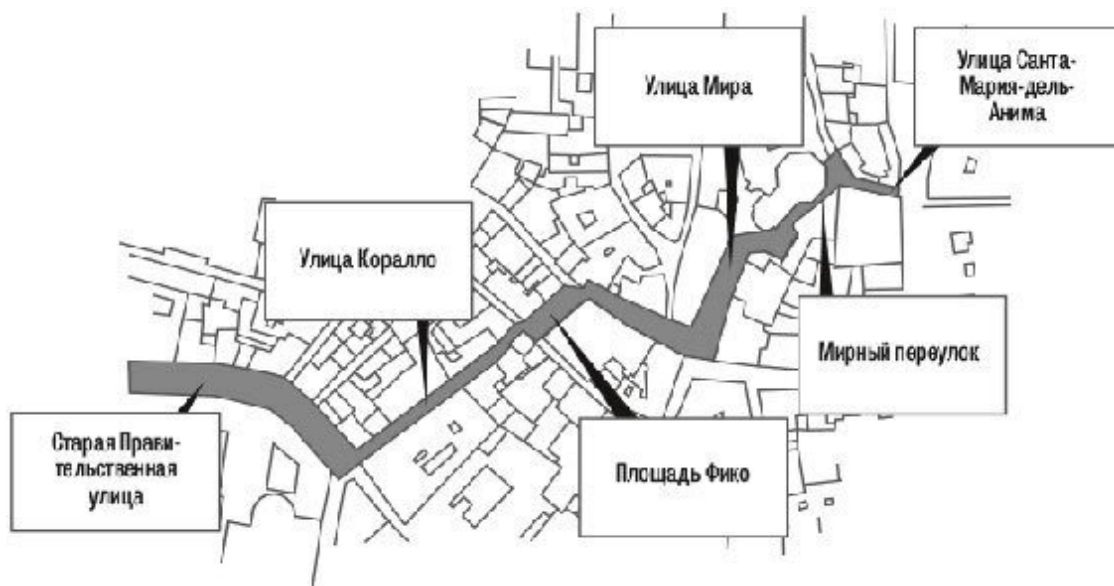 Улица Мира
Улица Санта-
Мария-дель-
Анима
Улица Коралло
Мирный переулок
Старая Прави-
тельственная
улица
Площадь Фико